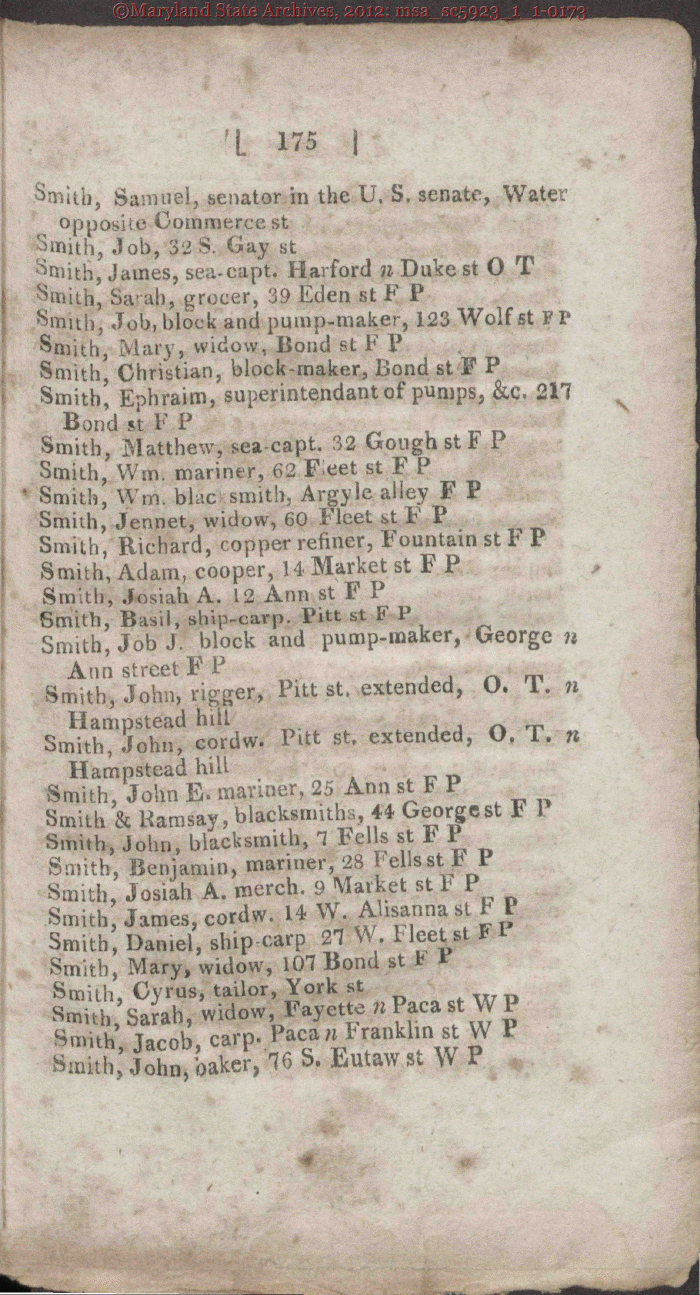 ©Maryland State Archives, 2012: msa_sc5923_1_1-0173
[ 175 ]
Smith, Samuel, senator in the U. S. senate, Water
opposite Commerce st
Smith, Job, 32 S. Gay st
Smith, James, sea-capt. Harford n Duke st O T
Smith, Sarah, grocer, 39 Eden st F P
Smith, Job, block and pump-maker, 123 Wolf st F P
Smith, Mary, widow, Bond st F P
Smith, Christian, block-maker, Bond st F P
Smith, Ephraim, superintendant of pumps, &c. 217
Bond st F P
Smith, Matthew, sea-capt. 32 Gough st F P
Smith, Wm. mariner, 62 Fleet st F P
Smith, Wm. blac smith, Argyle alley F P
Smith, Jennet, widow, 60 Fleet st F P
Smith, Richard, copper refiner, Fountain st F P
Smith, Adam, cooper, 14 Market st F P
Smith, Josiah A. 12 Ann st F P
Smith, Basil, ship-carp. Pitt st F P
Smith, Job J. block and pump-maker, George n
Ann street F P
Smith, John, rigger, Pitt st. extended, O. T. n
Hampstead hill
Smith, John, cordw. Pitt st. extended, O. T. n
Hampstead hill
Smith, John E. mariner, 25 Ann st F P
Smith & Ramsay, blacksmiths, 44 George st F P
Smith, John, blacksmith, 7 Fells st F P
Smith, Benjamin, mariner, 28 Fells st F P
Smith, Josiah A. merch. 9 Market st F P
Smith, James, cordw. 14 W. Alisanna st F P
Smith, Daniel, ship-carp 27 W. Fleet st F P
Smith, Mary, widow, 107 Bond st F P
Smith, Cyrus, tailor, York st
Smith, Sarah, widow, Fayette n Paca st W P
Smith, Jacob, carp. Paca n Franklin st W P
Smith, John, baker, 76 S. Eutaw st W P